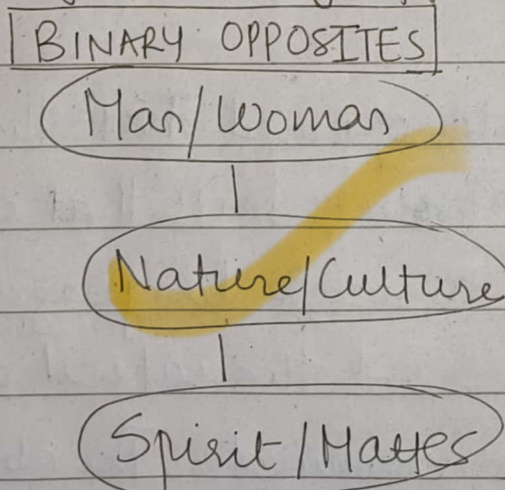 BINARY OPPOSITES
Man/Woman
Nature/Culture
Spirit/Matter